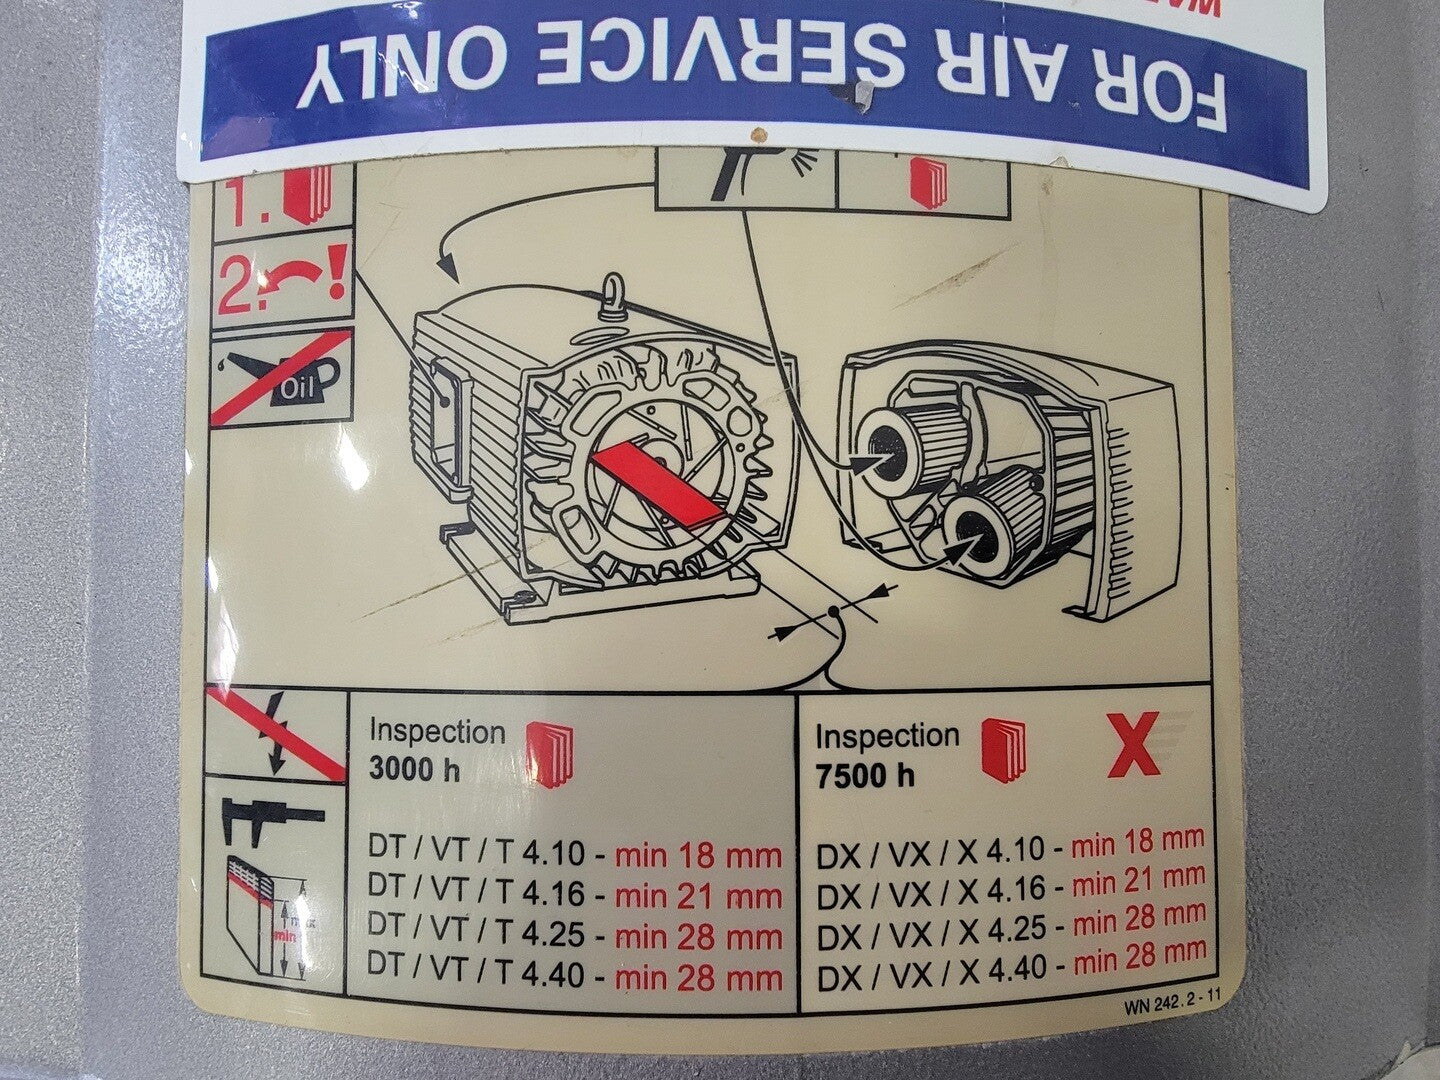 FOR AIR SERVICE ONLY
1.
2. !
Oil
Inspection
3000 h
DT / VT / T 4.10 - min 18 mm
DT / VT / T 4.16 - min 21 mm
DT / VT / T 4.25 - min 28 mm
DT / VT / T 4.40 - min 28 mm
Inspection
7500 h
X
DX / VX / X 4.10 - min 18 mm
DX / VX / X 4.16 - min 21 mm
DX / VX / X 4.25 - min 28 mm
DX / VX / X 4.40 - min 28 mm
max
min
WN 242.2-11